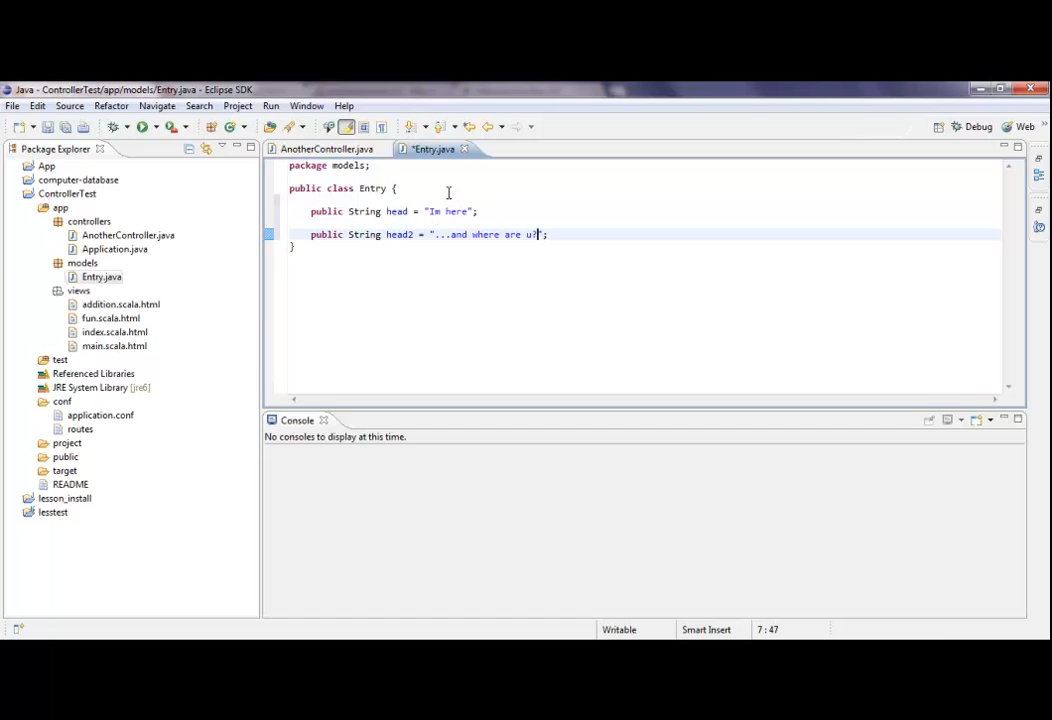 Java - ControllerTest/app/models/Entry.java - Eclipse SDK
File Edit Source Refactor Navigate Search Project Run Window Help
Debug Web
Package Explorer
App
computer-database
ControllerTest
app
controllers
AnotherController.java
Application.java
models
Entry.java
views
addition.scala.html
fun.scala.html
index.scala.html
main.scala.html
test
Referenced Libraries
JRE System Library [jre6]
conf
application.conf
routes
project
public
target
README
lesson_install
lesstest
AnotherController.java *Entry.java
package models;
public class Entry {
public String head = "Im here";
public String head2 = "...and where are u?";
}
Console
No consoles to display at this time.
Writable Smart Insert 7 : 47